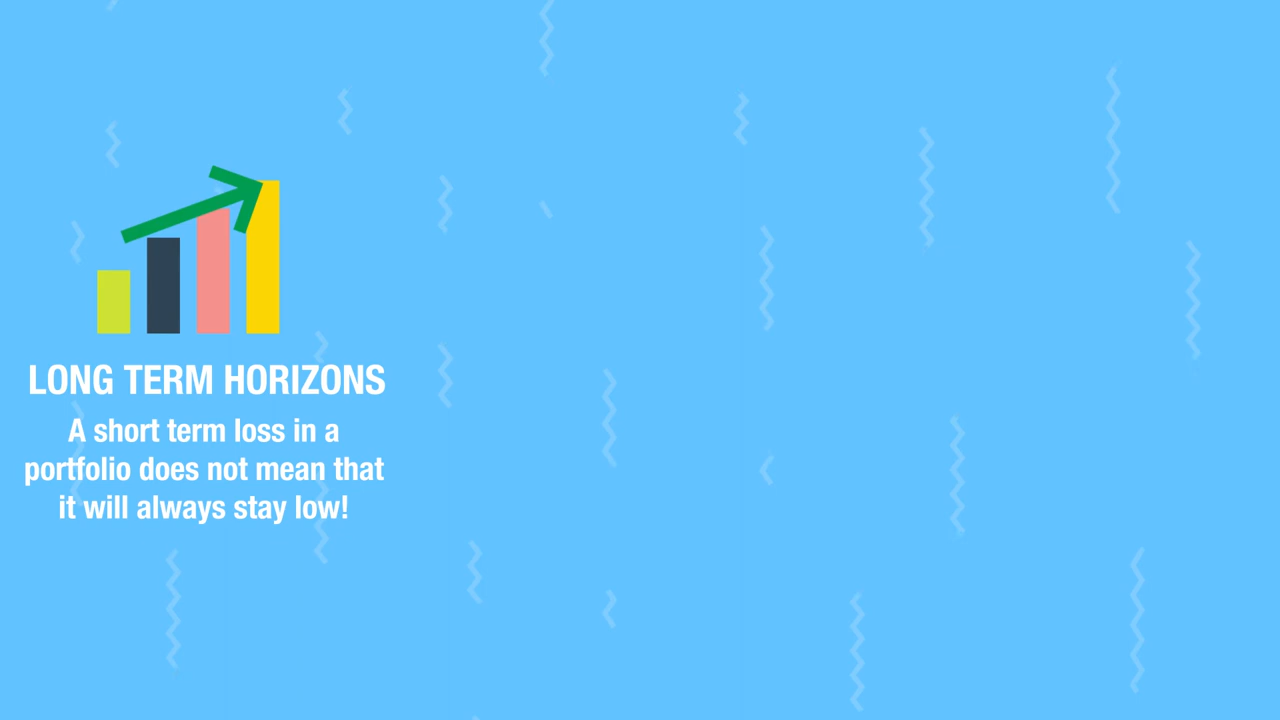 LONG TERM HORIZONS
A short term loss in a
portfolio does not mean that
it will always stay low!